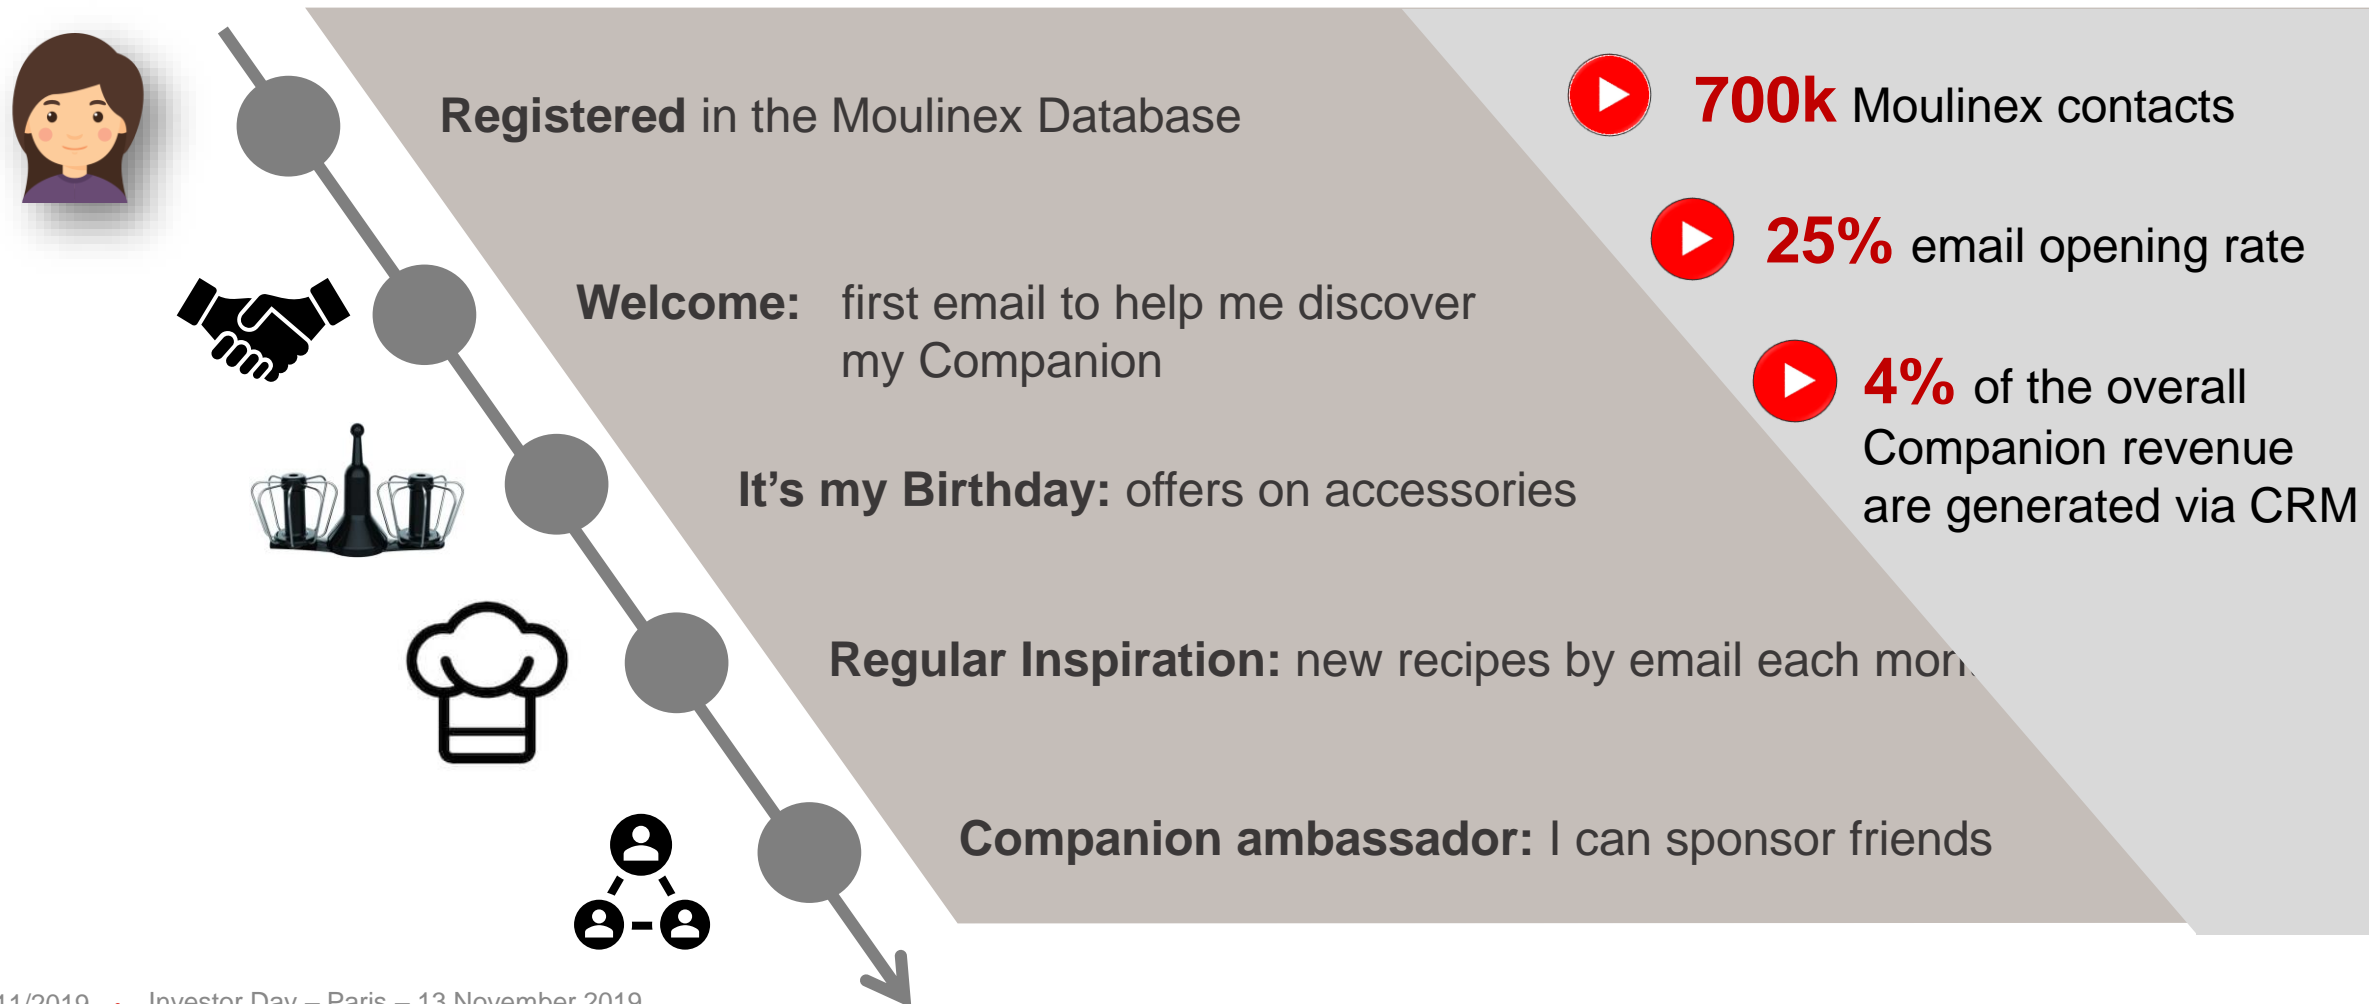 Registered in the Moulinex Database
Welcome: first email to help me discover
my Companion
It's my Birthday: offers on accessories
Regular Inspiration: new recipes by email each
Companion ambassador: I can sponsor friends
700k Moulinex contacts
25% email opening rate
4% of the overall
Companion revenue
are generated via CRM
11/2019 • Investor Day – Paris – 13 November 2019